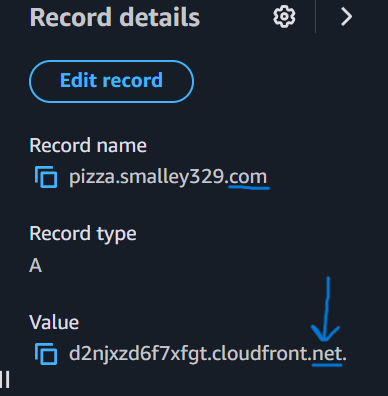 Record details
Edit record
Record name
pizza.smalley329.com
Record type
A
Value
d2njxzd6f7xfgt.cloudfront.net.